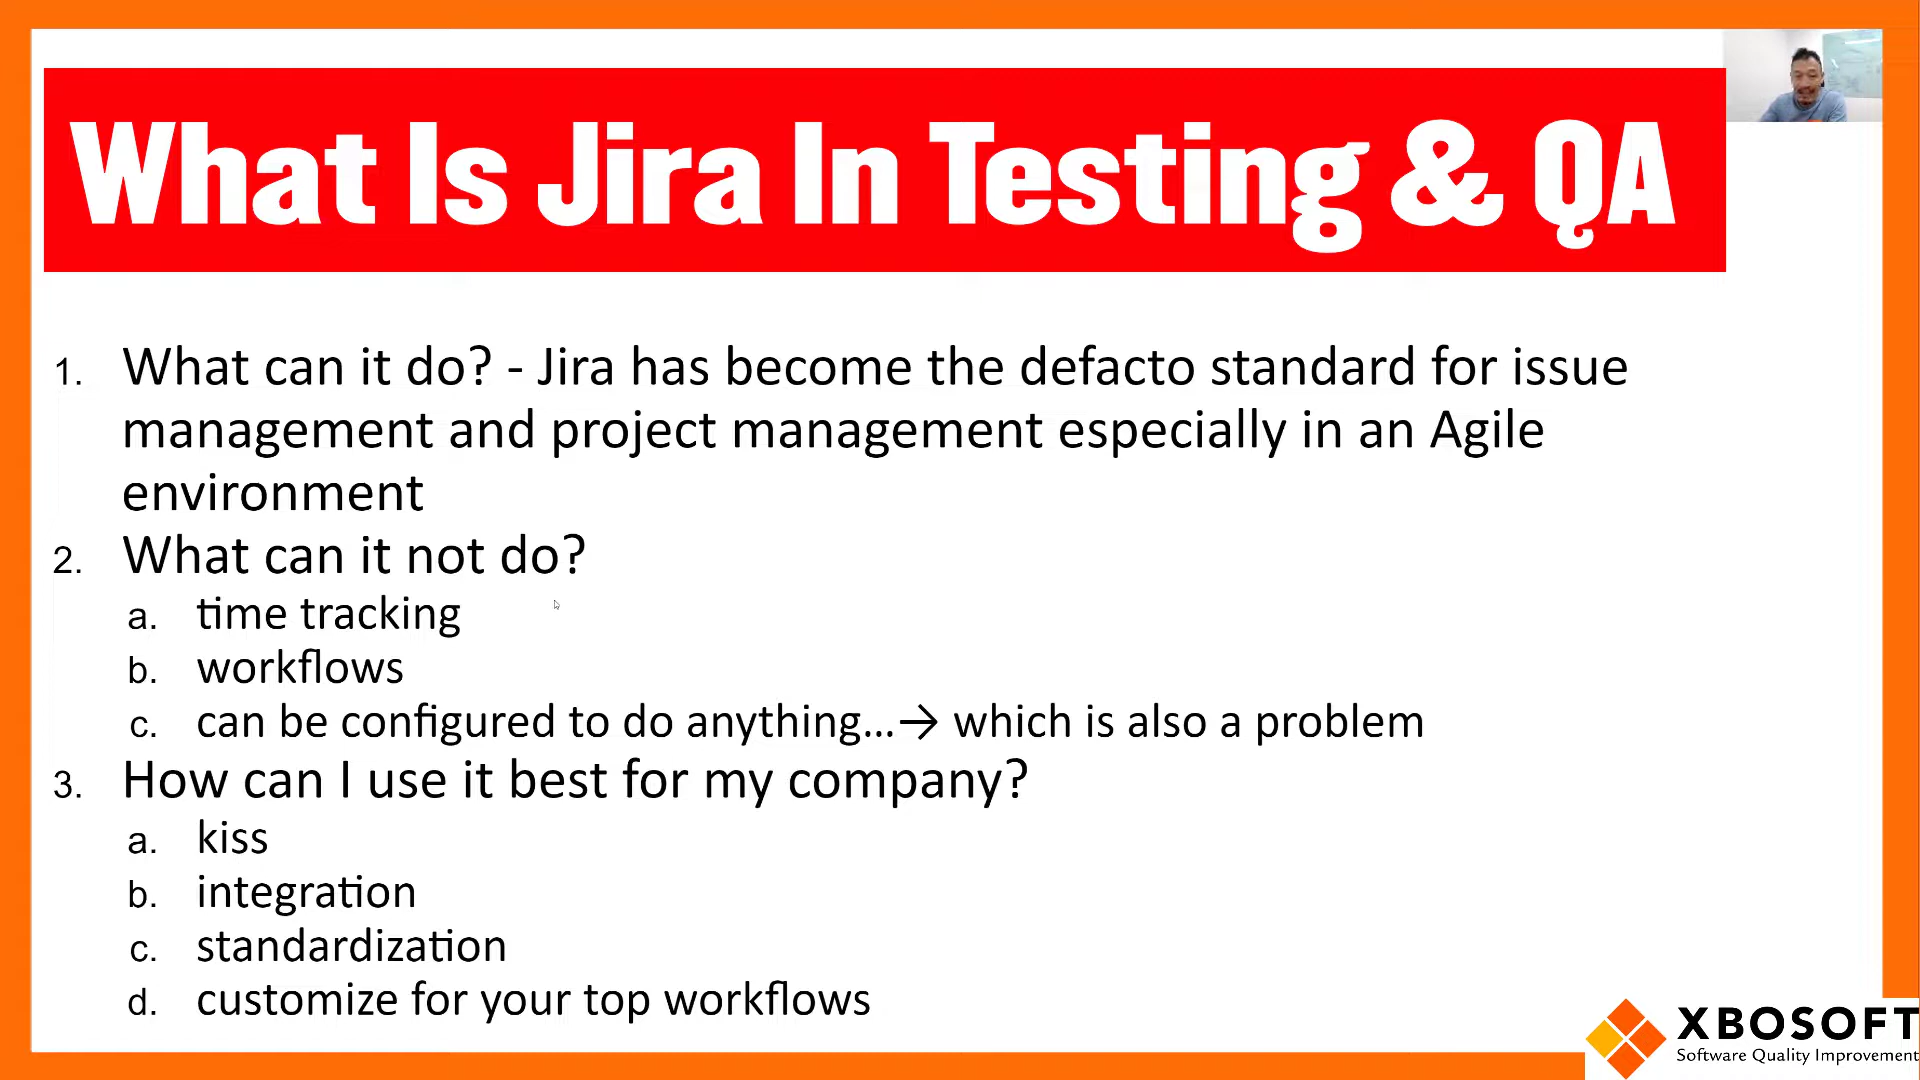 What Is Jira In Testing & QA
1. What can it do? - Jira has become the defacto standard for issue
management and project management especially in an Agile
environment
2. What can it not do?
a. time tracking
b. workflows
c. can be configured to do anything...→ which is also a problem
3. How can I use it best for my company?
a. kiss
b. integration
c. standardization
d. customize for your top workflows
XBOSOFT
Software Quality Improvement